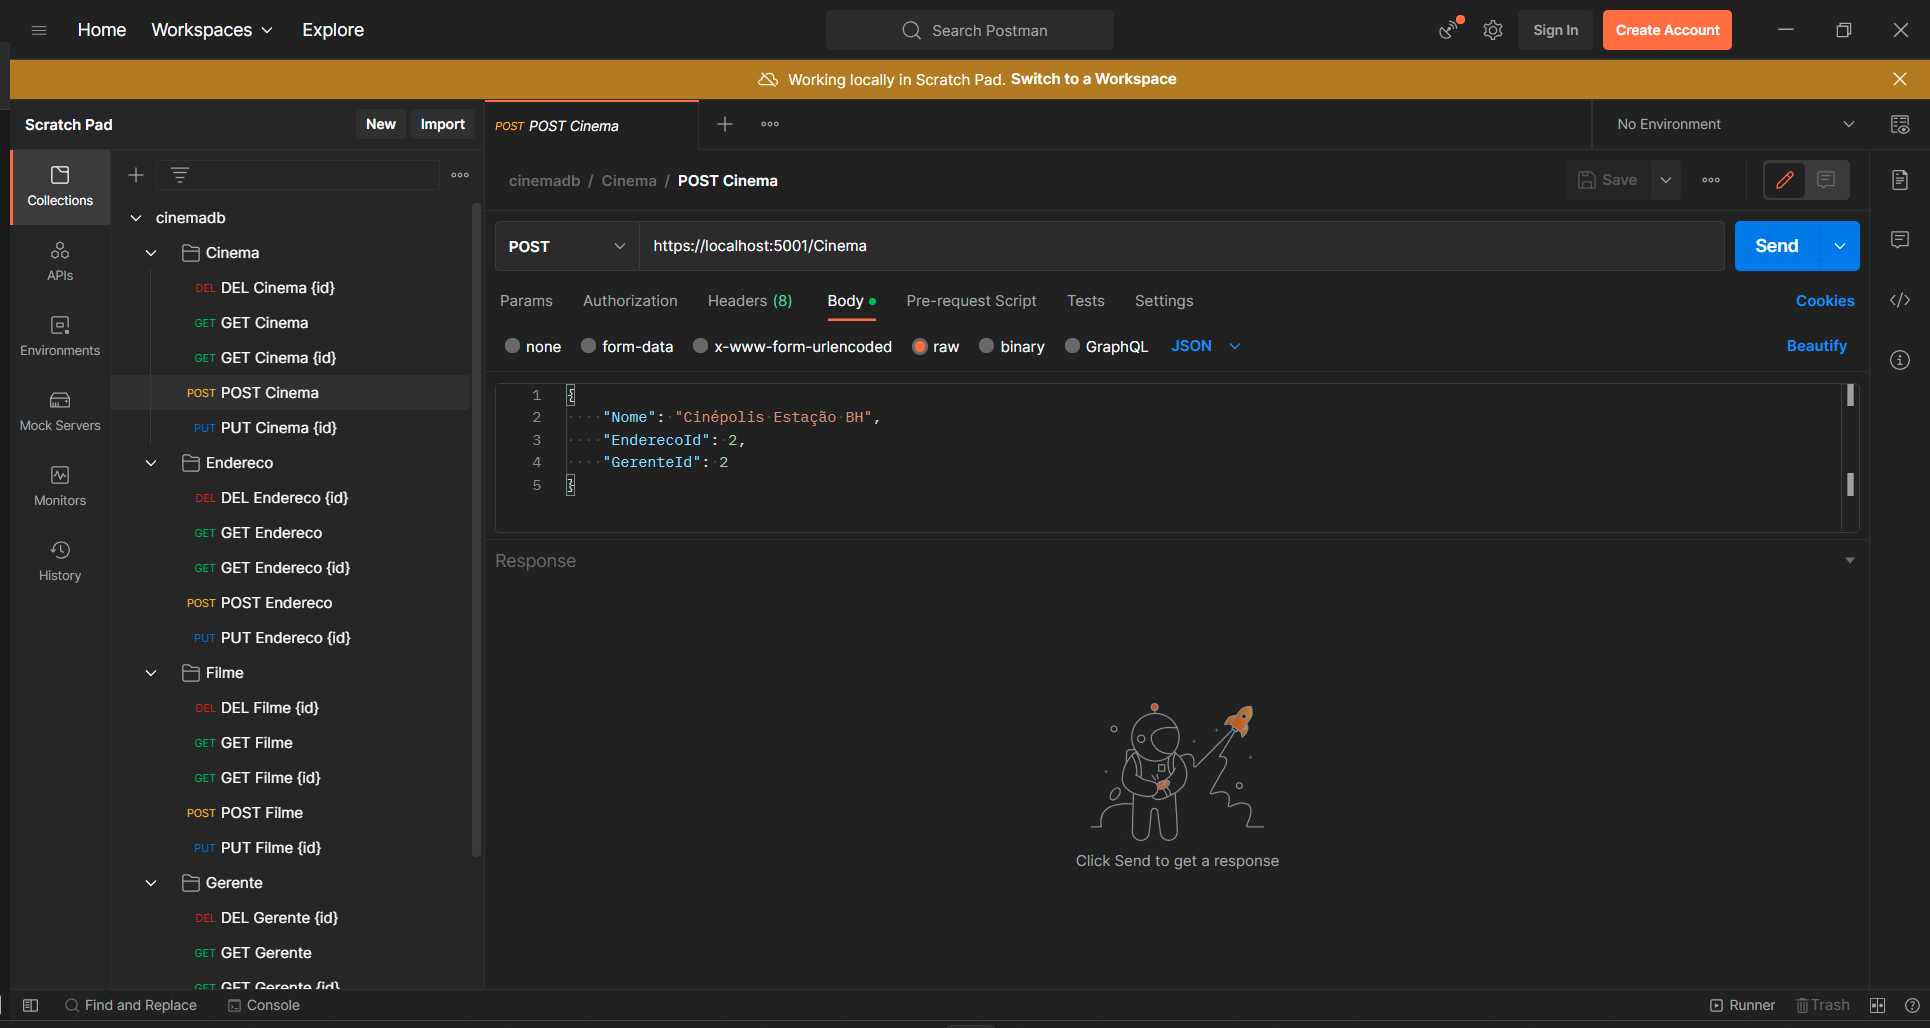 Home Workspaces Explore Search Postman Sign In Create Account
Working locally in Scratch Pad. Switch to a Workspace
Scratch Pad New Import
POST POST Cinema
No Environment
Collections
APIs
Environments
Mock Servers
Monitors
History
cinemadb
Cinema
DEL DEL Cinema {id}
GET GET Cinema
GET GET Cinema {id}
POST POST Cinema
PUT PUT Cinema {id}
Endereco
DEL DEL Endereco {id}
GET GET Endereco
GET GET Endereco {id}
POST POST Endereco
PUT PUT Endereco {id}
Filme
DEL DEL Filme {id}
GET GET Filme
GET GET Filme {id}
POST POST Filme
PUT PUT Filme {id}
Gerente
DEL DEL Gerente {id}
GET GET Gerente
GET GET Gerente {id}
cinemadb / Cinema / POST Cinema
Save
POST https://localhost:5001/Cinema Send
Params Authorization Headers (8) Body Pre-request Script Tests Settings Cookies
none form-data x-www-form-urlencoded raw binary GraphQL JSON Beautify
1 {
2 "Nome": "Cinépolis Estação BH",
3 "EnderecoId": 2,
4 "GerenteId": 2
5 }
Response
Click Send to get a response
Find and Replace Console Runner Trash